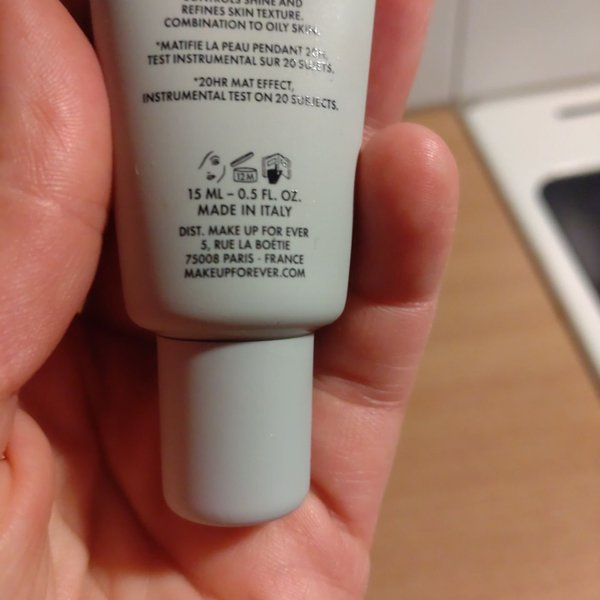 CONTROLS SHINE AND
REFINES SKIN TEXTURE.
COMBINATION TO OILY SKIN.
*MATIFIE LA PEAU PENDANT 20H,
TEST INSTRUMENTAL SUR 20 SUJETS.
*20HR MAT EFFECT,
INSTRUMENTAL TEST ON 20 SUBJECTS.
12 M
15 ML – 0.5 FL. OZ.
MADE IN ITALY
DIST. MAKE UP FOR EVER
5, RUE LA BOÉTIE
75008 PARIS - FRANCE
MAKEUPFOREVER.COM